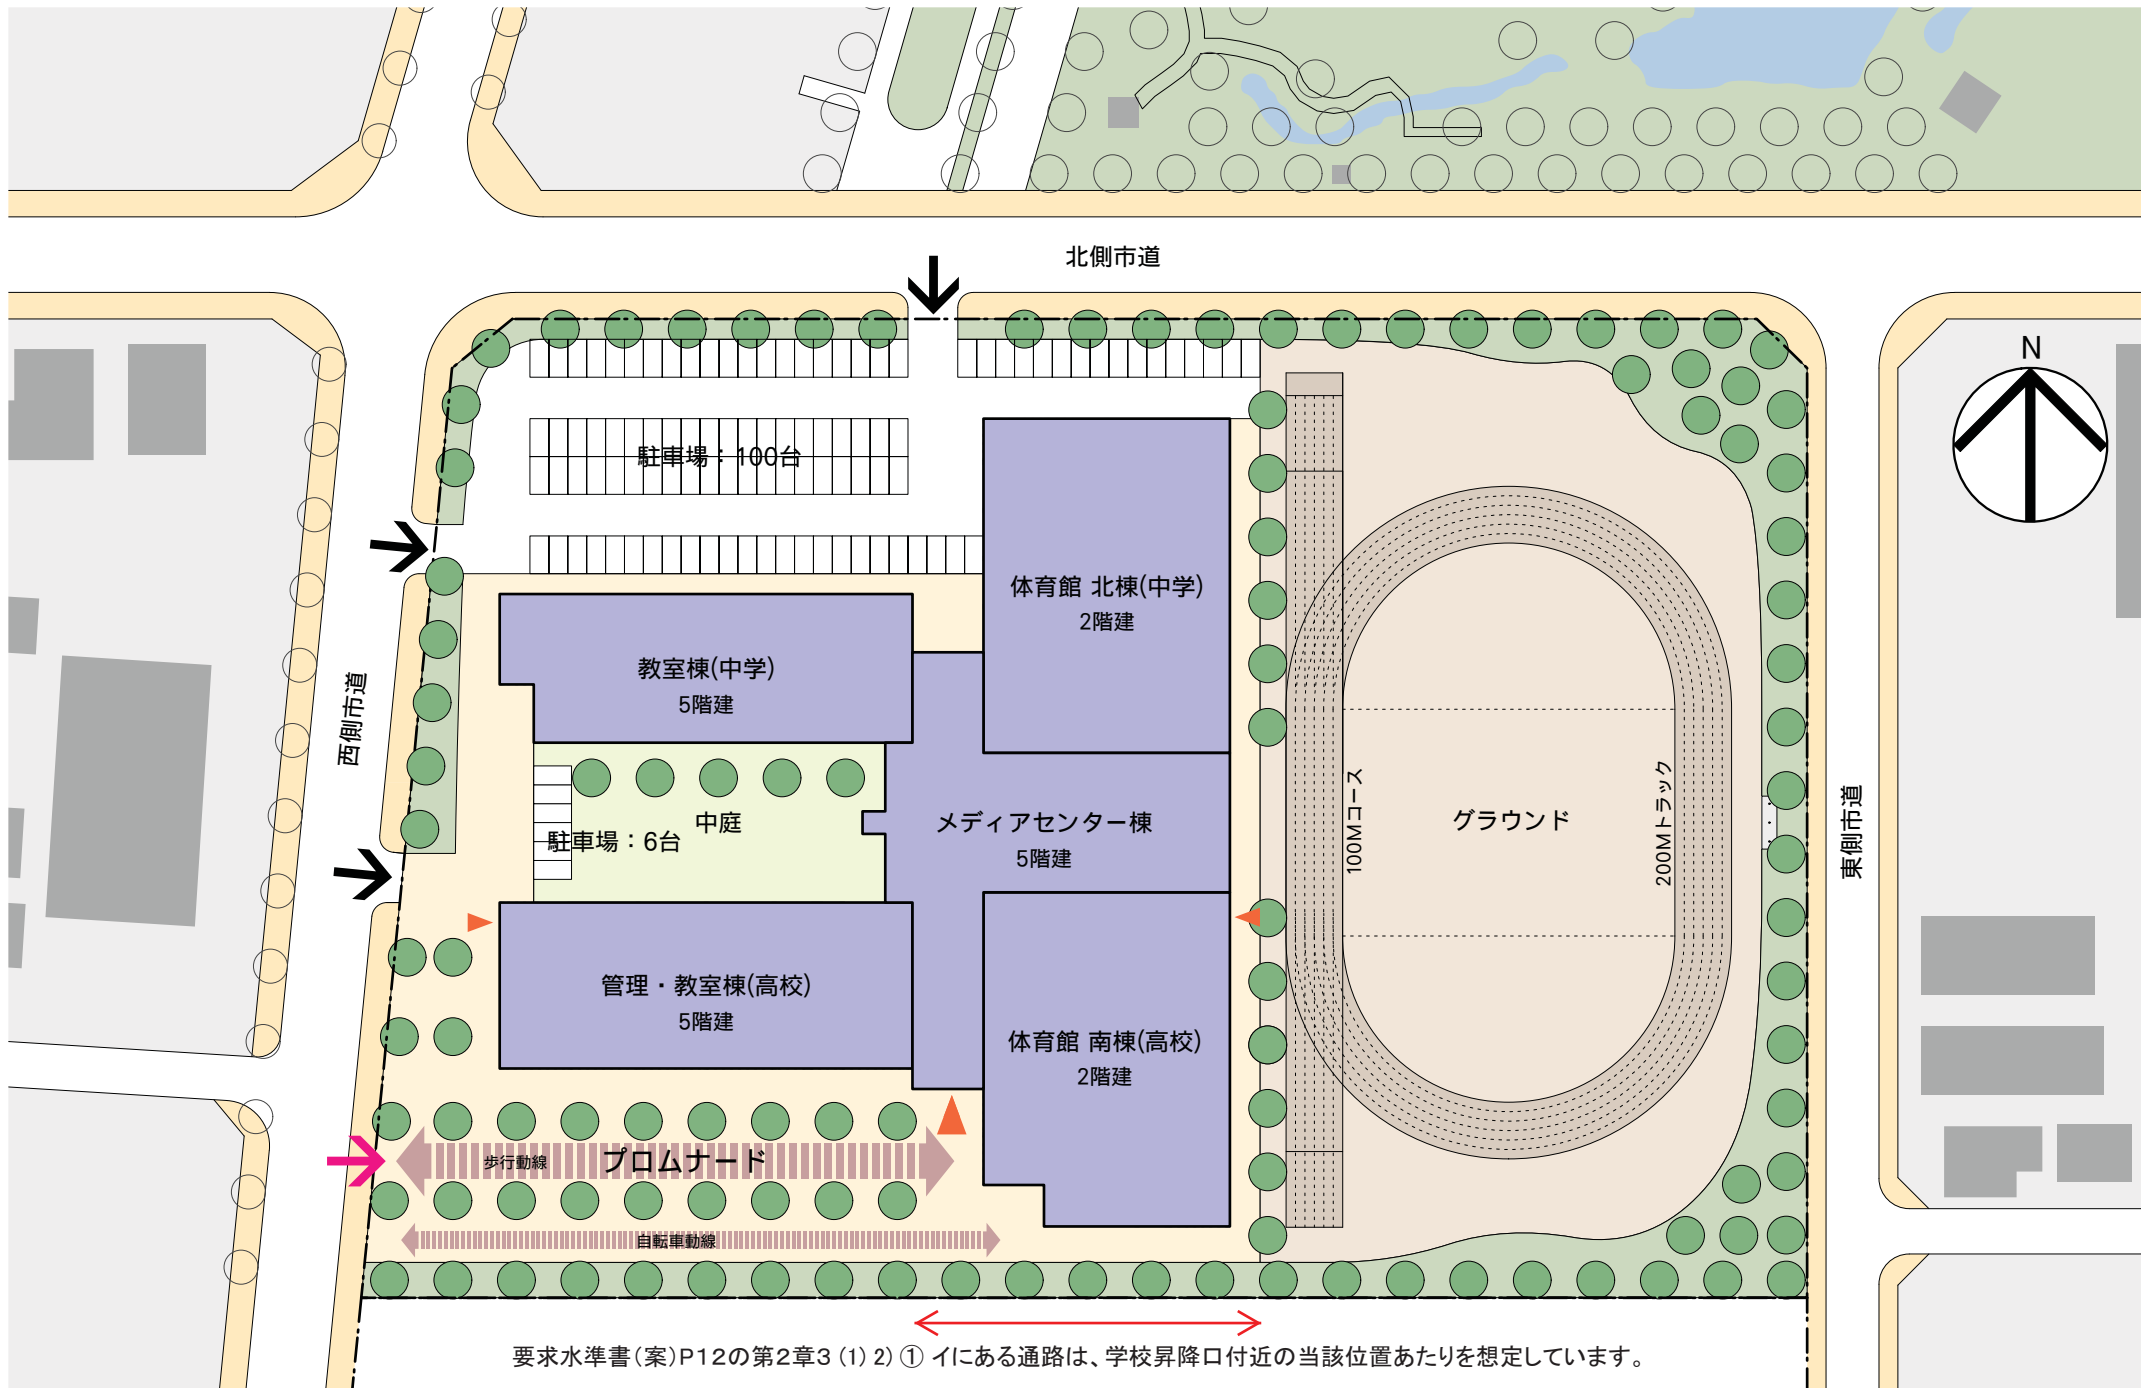 北側市道
N
駐車場：100台
体育館 北棟(中学)
2階建
教室棟(中学)
5階建
西側市道
中庭
駐車場：6台
メディアセンター棟
5階建
100Mコース
グラウンド
200Mトラック
東側市道
管理・教室棟(高校)
5階建
体育館 南棟(高校)
2階建
歩行動線
プロムナード
自転車動線
要求水準書(案)P12の第2章3 (1) 2) ① イにある通路は、学校昇降口付近の当該位置あたりを想定しています。